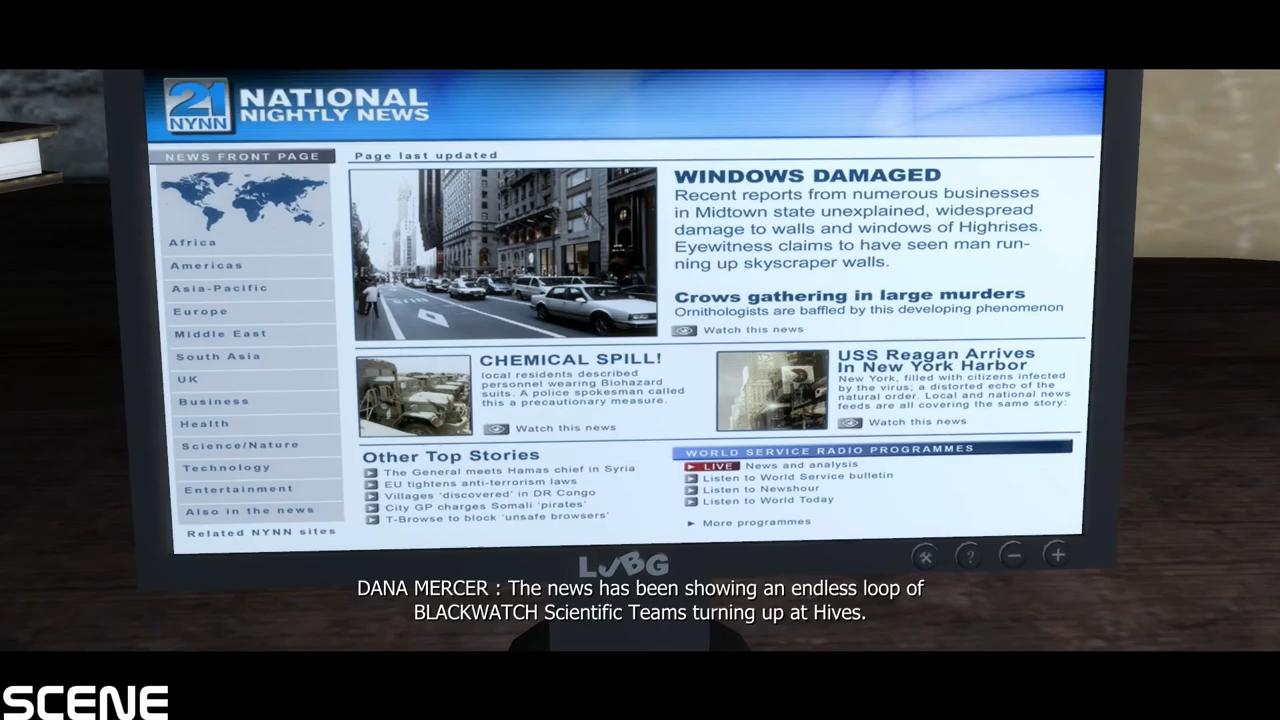 21
NYNN
NATIONAL
NIGHTLY NEWS
NEWS FRONT PAGE
Africa
Americas
Asia-Pacific
Europe
Middle East
South Asia
UK
Business
Health
Science/Nature
Technology
Entertainment
Also in the news
Related NYNN sites
Page last updated
WINDOWS DAMAGED
Recent reports from numerous businesses
in Midtown state unexplained, widespread
damage to walls and windows of Highrises.
Eyewitness claims to have seen man run-
ning up skyscraper walls.
Crows gathering in large murders
Ornithologists are baffled by this developing phenomenon
Watch this news
CHEMICAL SPILL!
local residents described
personnel wearing Biohazard
suits. A police spokesman called
this a precautionary measure.
Watch this news
USS Reagan Arrives
In New York Harbor
New York, filled with citizens infected
by the virus; a distorted echo of the
natural order. Local and national news
feeds are all covering the same story:
Watch this news
Other Top Stories
The General meets Hamas chief in Syria
EU tightens anti-terrorism laws
Villages 'discovered' in DR Congo
City GP charges Somali 'pirates'
T-Browse to block 'unsafe browsers'
WORLD SERVICE RADIO PROGRAMMES
LIVE News and analysis
Listen to World Service bulletin
Listen to Newshour
Listen to World Today
More programmes
? − +
DANA MERCER : The news has been showing an endless loop of
BLACKWATCH Scientific Teams turning up at Hives.
SCENE